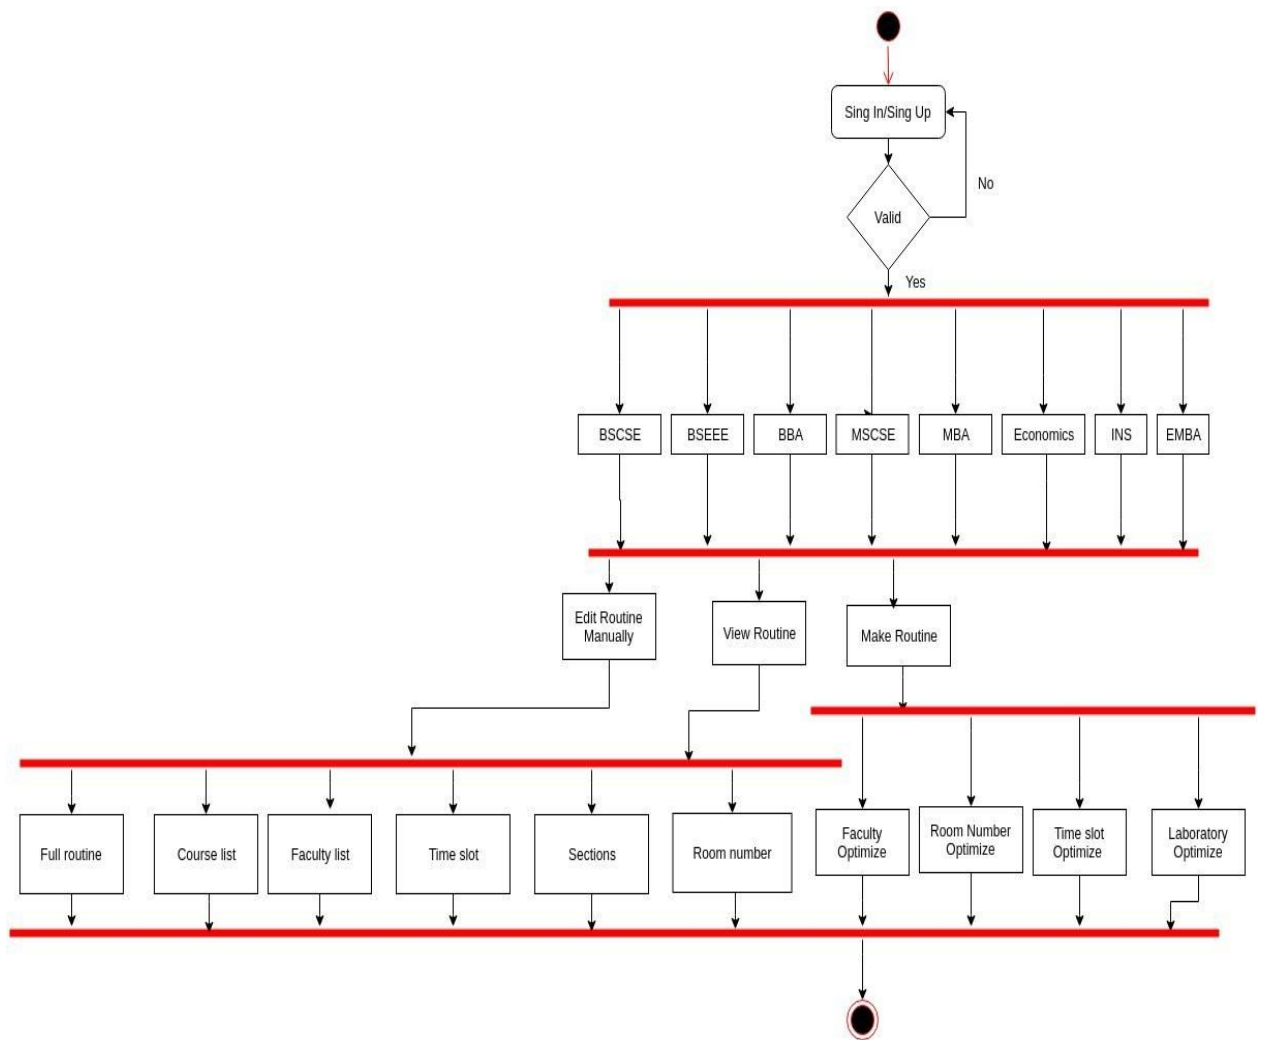 Sing In/Sing Up
No
Valid
Yes
BSCSE
BSEEE
BBA
MSCSE
MBA
Economics
INS
EMBA
Edit Routine
Manually
View Routine
Make Routine
Full routine
Course list
Faculty list
Time slot
Sections
Room number
Faculty
Optimize
Room Number
Optimize
Time slot
Optimize
Laboratory
Optimize